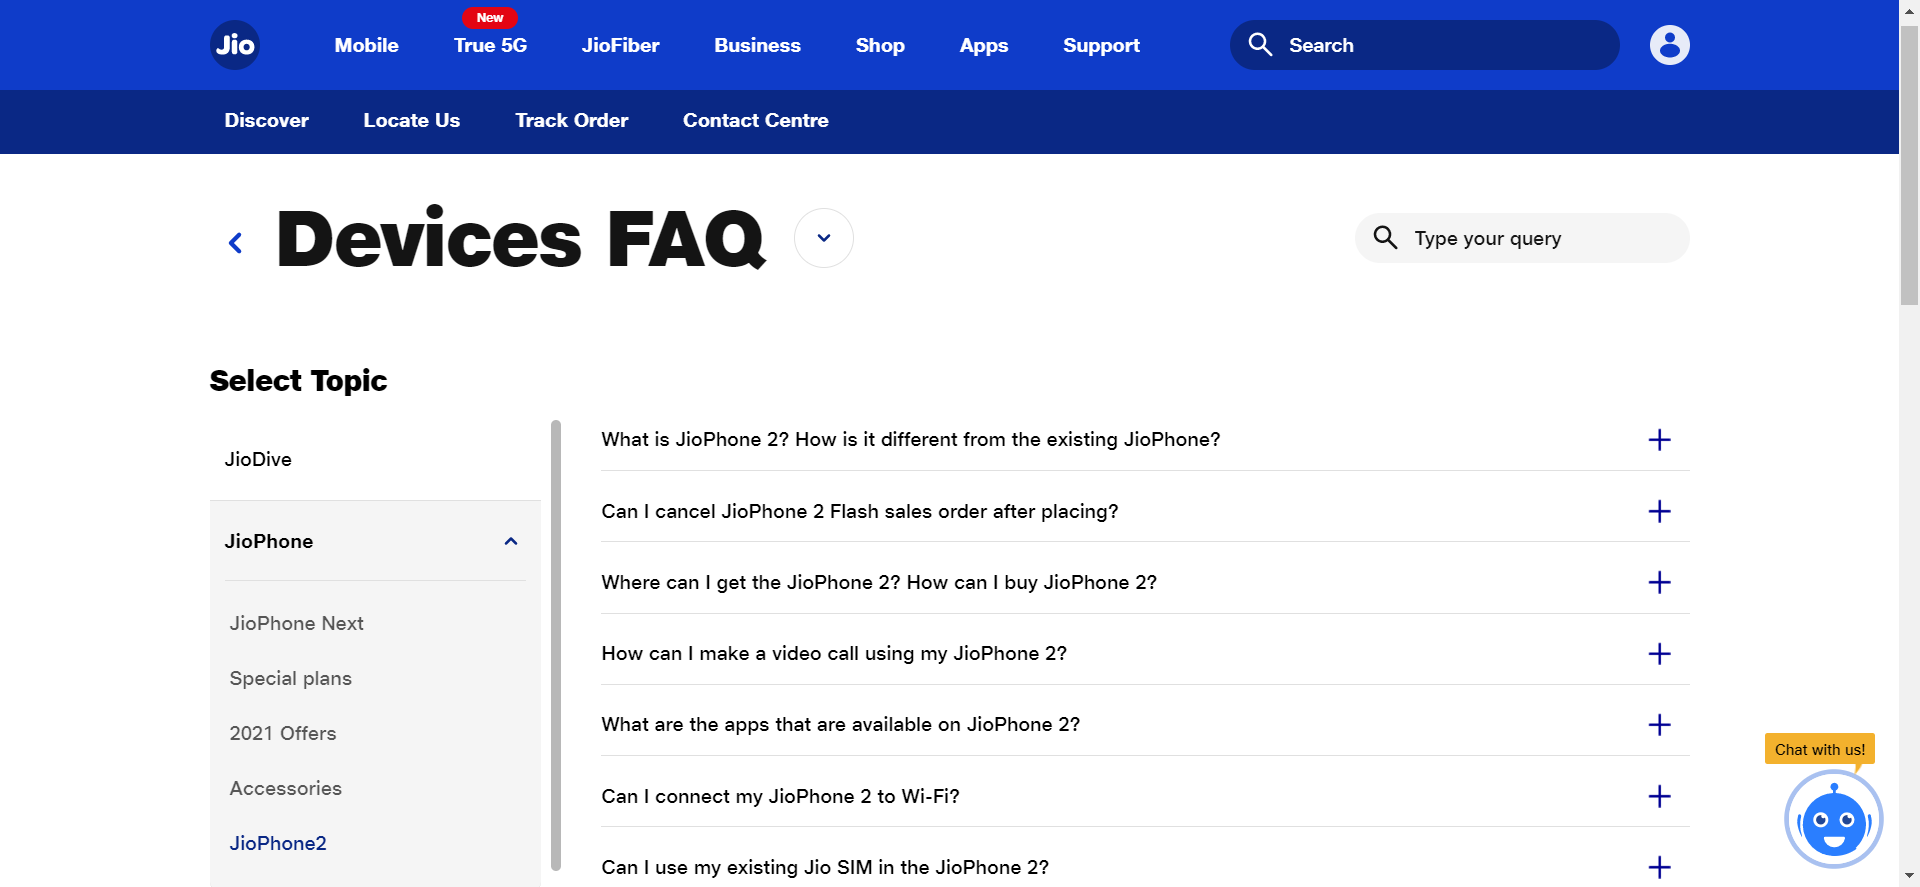 New
Jio
Mobile
True 5G
JioFiber
Business
Shop
Apps
Support
Search
Discover
Locate Us
Track Order
Contact Centre
Devices FAQ
Type your query
Select Topic
JioDive
JioPhone
JioPhone Next
Special plans
2021 Offers
Accessories
JioPhone2
What is JioPhone 2? How is it different from the existing JioPhone?
Can I cancel JioPhone 2 Flash sales order after placing?
Where can I get the JioPhone 2? How can I buy JioPhone 2?
How can I make a video call using my JioPhone 2?
What are the apps that are available on JioPhone 2?
Can I connect my JioPhone 2 to Wi-Fi?
Can I use my existing Jio SIM in the JioPhone 2?
Chat with us!